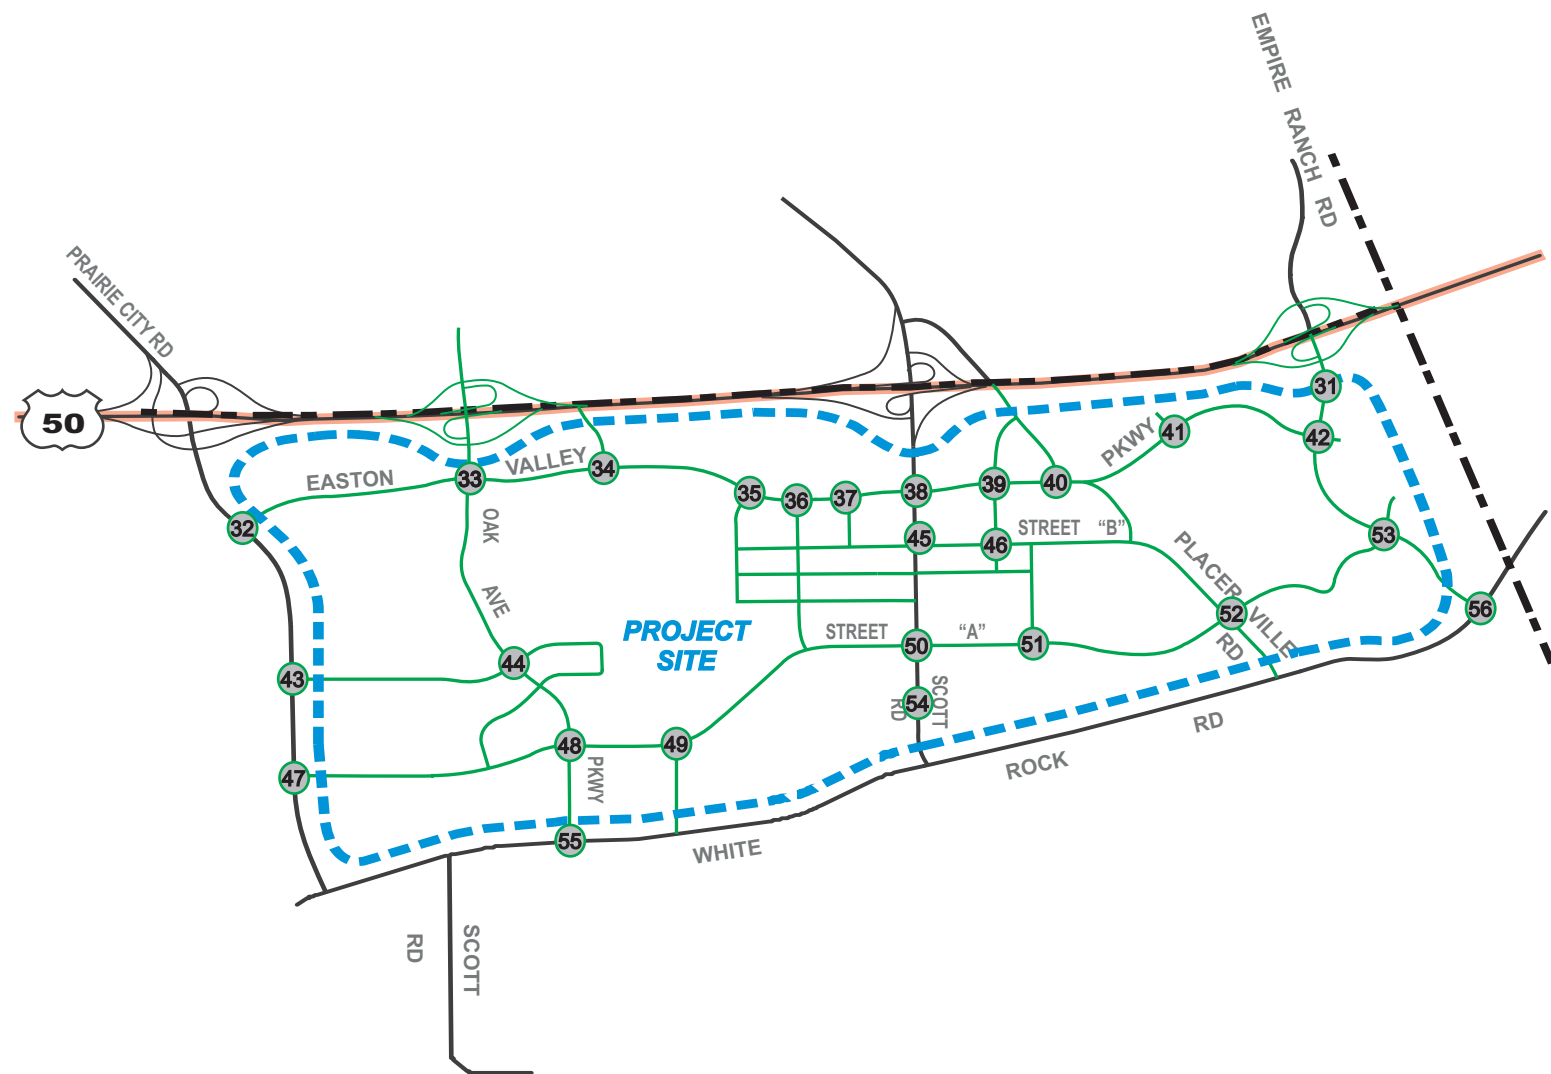 EMPIRE RANCH RD
PRAIRIE CITY RD
50
31
PKWY
41
42
EASTON
33
VALLEY
34
35
36
37
38
39
40
32
OAK
45
46
STREET “B”
53
PLACERVILLE
AVE
PROJECT
SITE
STREET
“A”
52
56
50
51
RD
44
43
SCOTT
RD
54
48
49
PKWY
47
RD
ROCK
55
WHITE
SCOTT
RD